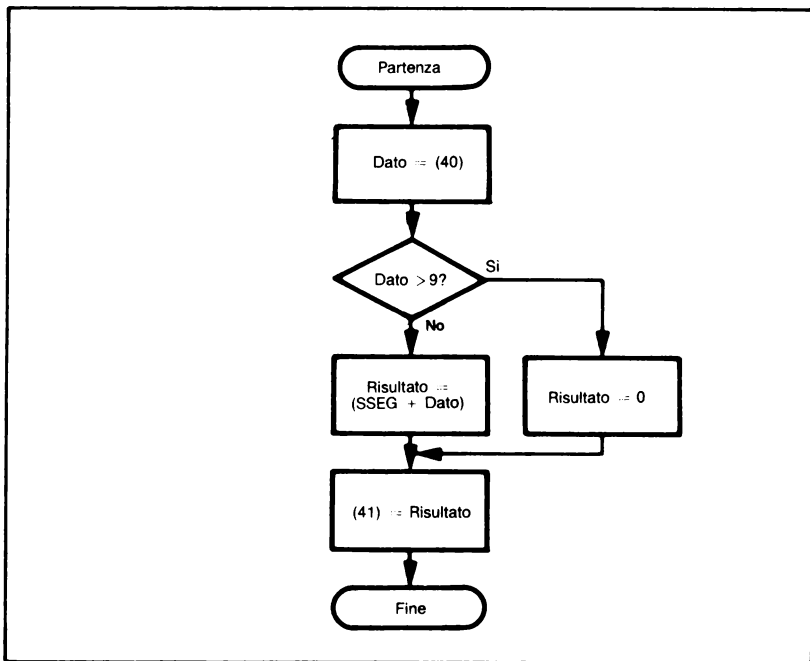 Partenza
Dato = (40)
Dato > 9?
Si
No
Risultato =
(SSEG + Dato)
Risultato = 0
(41) = Risultato
Fine